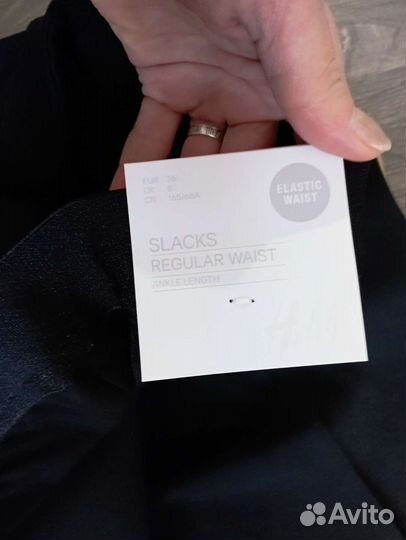 EUR 36
UK 8
CN 165/68A
ELASTIC
WAIST
SLACKS
REGULAR WAIST
ANKLE LENGTH
H&M
Avito